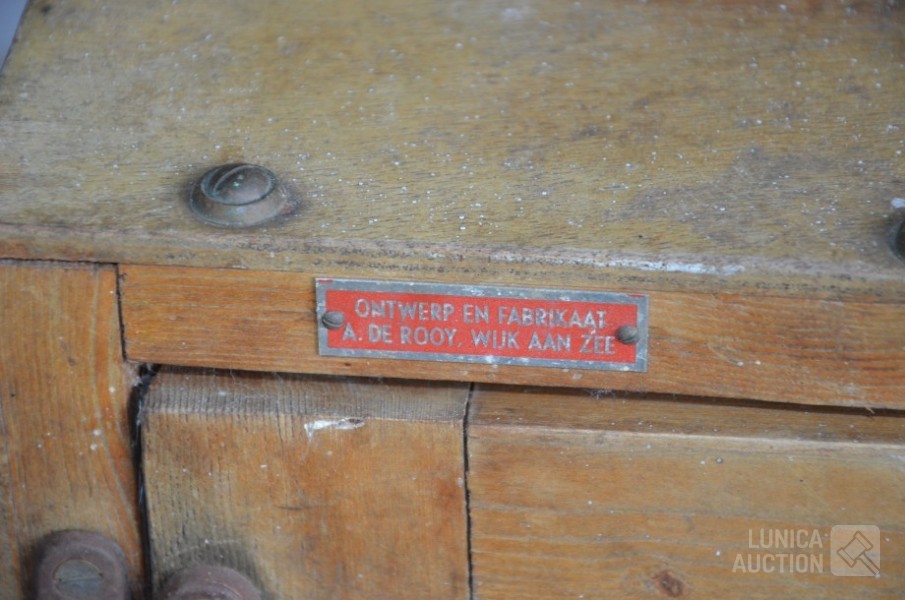 ONTWERP EN FABRIKAAT
A. DE ROOY. WIJK AAN ZEE
LUNICA
AUCTION